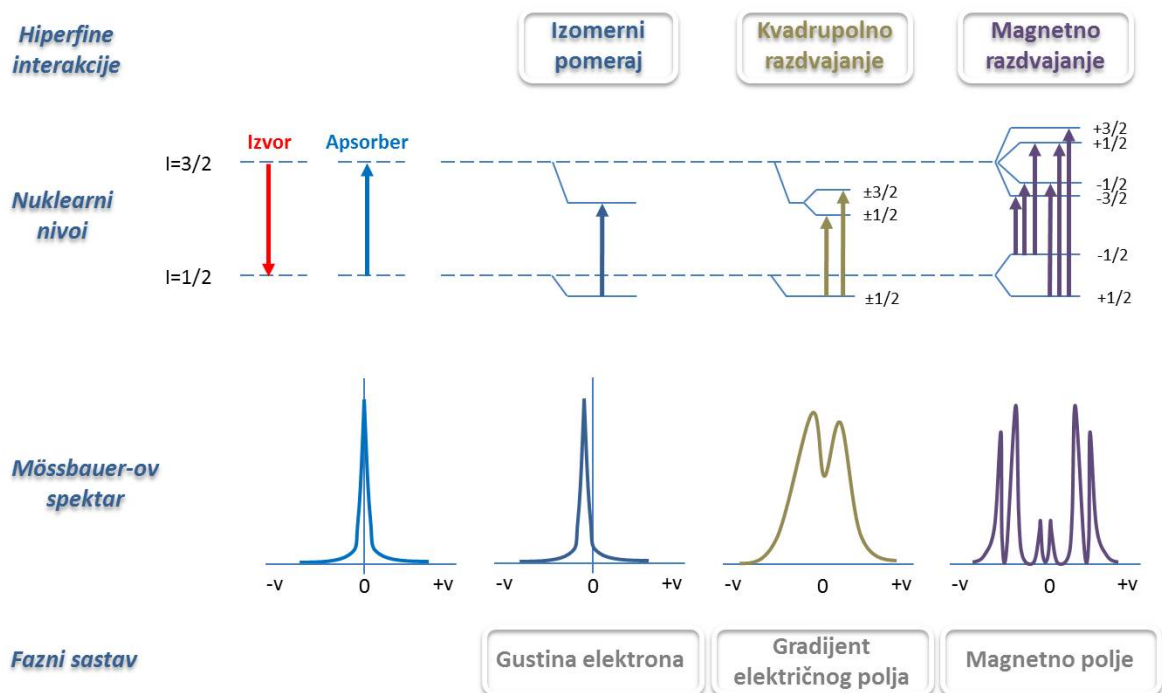 Hiperfine
interakcije
Izomerni
pomeraj
Kvadrupolno
razdvajanje
Magnetno
razdvajanje
Nuklearni
nivoi
I=3/2
I=1/2
Izvor
Apsorber
±3/2
±1/2
±1/2
+3/2
+1/2
-1/2
-3/2
-1/2
+1/2
Mössbauer-ov
spektar
-v 0 +v
-v 0 +v
-v 0 +v
-v 0 +v
Fazni sastav
Gustina elektrona
Gradijent
električnog polja
Magnetno polje